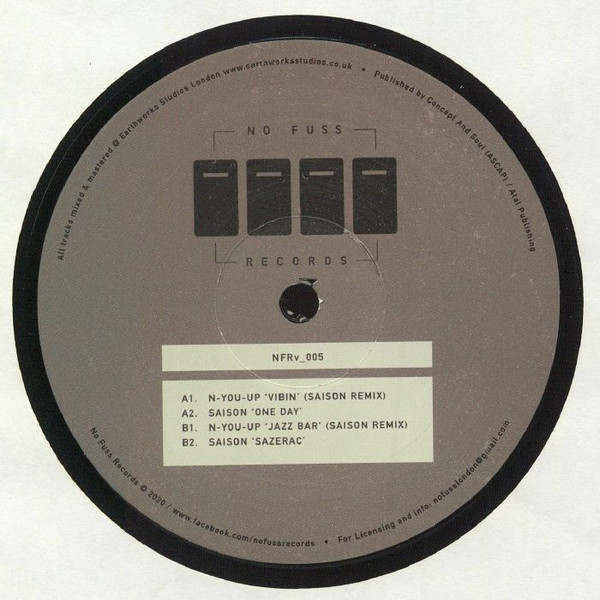 All tracks mixed & mastered @ Earthworks Studios London www.earthworksstudios.co.uk • Published by Concept And Soul (ASCAP) / Atal Publishing
NO FUSS
RECORDS
NFRv_005
A1. N-YOU-UP 'VIBIN' (SAISON REMIX)
A2. SAISON 'ONE DAY'
B1. N-YOU-UP 'JAZZ BAR' (SAISON REMIX)
B2. SAISON 'SAZERAC'
No Fuss Records © 2020 / www.facebook.com/nofussrecords • For Licensing and info: nofusslondon@gmail.com